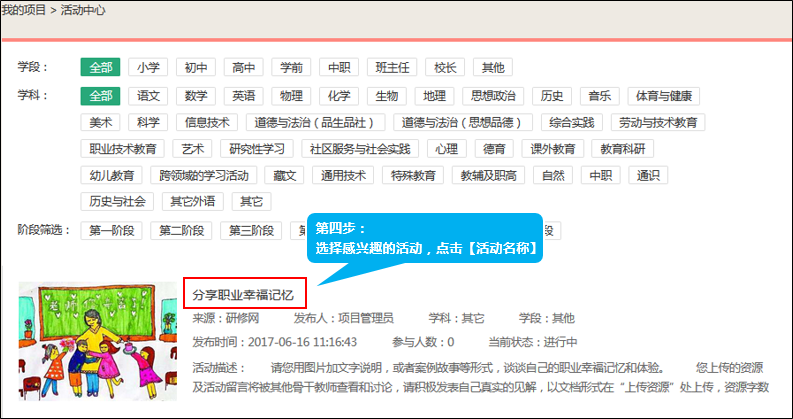 我的项目 > 活动中心
学段： 全部 小学 初中 高中 学前 中职 班主任 校长 其他
学科： 全部 语文 数学 英语 物理 化学 生物 地理 思想政治 历史 音乐 体育与健康
美术 科学 信息技术 道德与法治（品生品社） 道德与法治（思想品德） 综合实践 劳动与技术教育
职业技术教育 艺术 研究性学习 社区服务与社会实践 心理 德育 课外教育 教育科研
幼儿教育 跨领域的学习活动 藏文 通用技术 特殊教育 教辅及职高 自然 中职 通识
历史与社会 其它外语 其它
阶段筛选： 第一阶段 第二阶段 第三阶段 第 段
第四步：
选择感兴趣的活动，点击【活动名称】
分享职业幸福记忆
来源：研修网 发布人：项目管理员 学科：其它 学段：其他
发布时间：2017-06-16 11:16:43 参与人数：0 当前状态：进行中
活动描述： 请您用图片加文字说明，或者案例故事等形式，谈谈自己的职业幸福记忆和体验。 您上传的资源
及活动留言将被其他骨干教师查看和讨论，请积极发表自己真实的见解，以文档形式在“上传资源”处上传，资源字数